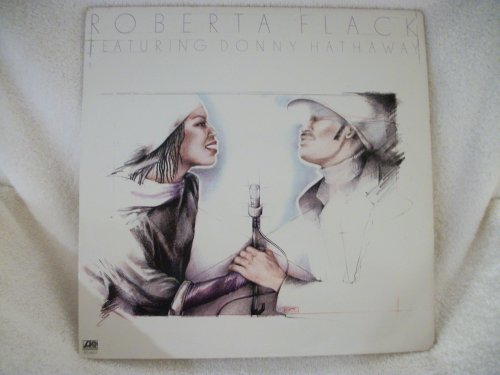 ROBERTA FLACK
FEATURING DONNY HATHAWAY